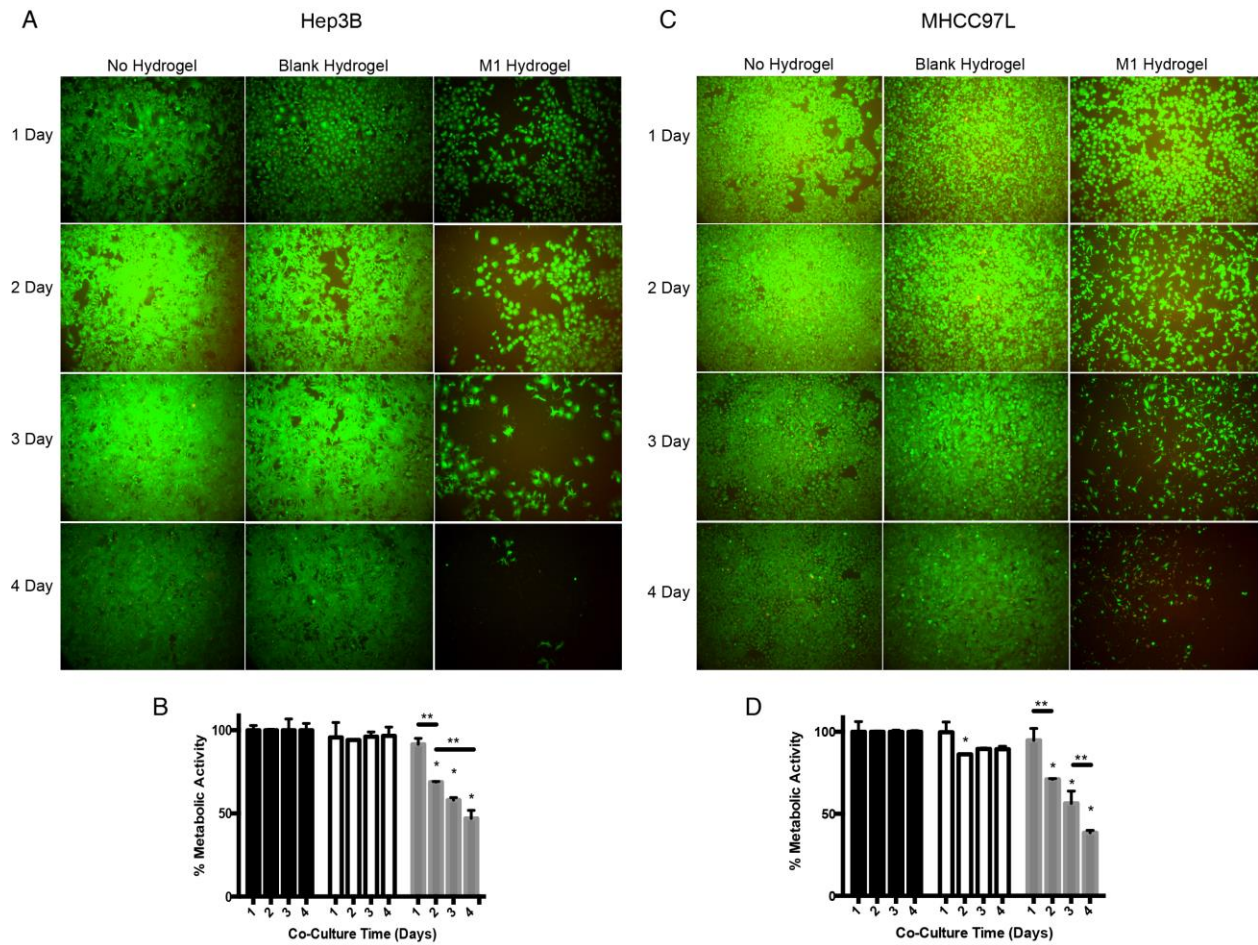 A
Hep3B
No Hydrogel Blank Hydrogel M1 Hydrogel
1 Day
2 Day
3 Day
4 Day
B
**
**
* * *
% Metabolic Activity
100
50
0
1 2 3 4 1 2 3 4 1 2 3 4
Co-Culture Time (Days)
C
MHCC97L
No Hydrogel Blank Hydrogel M1 Hydrogel
1 Day
2 Day
3 Day
4 Day
D
**
**
* * * *
% Metabolic Activity
100
50
0
1 2 3 4 1 2 3 4 1 2 3 4
Co-Culture Time (Days)